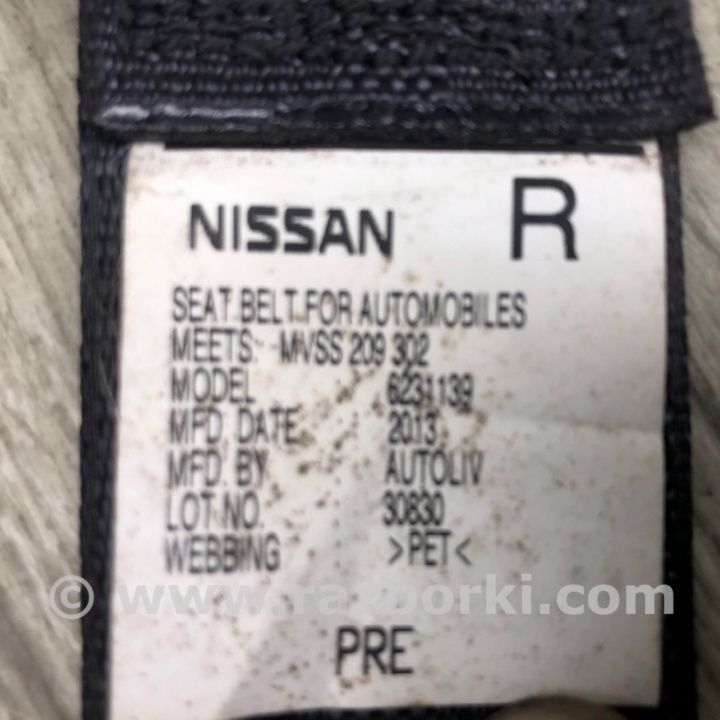 NISSAN R
SEAT BELT FOR AUTOMOBILES
MEETS: MVSS 209 302
MODEL 6231139
MFD. DATE 2013
MFD. BY AUTOLIV
LOT NO. 30830
WEBBING >PET<
© www.razborki.com
PRE